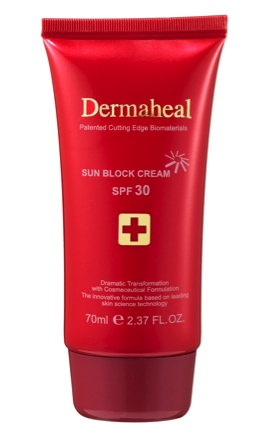 Dermaheal
Patented Cutting Edge Biomaterials
SUN BLOCK CREAM
SPF 30
Dramatic Transformation
with Cosmeceutical Formulation
The innovative formula based on leading
skin science technology
70ml ℮ 2.37 FL.OZ.